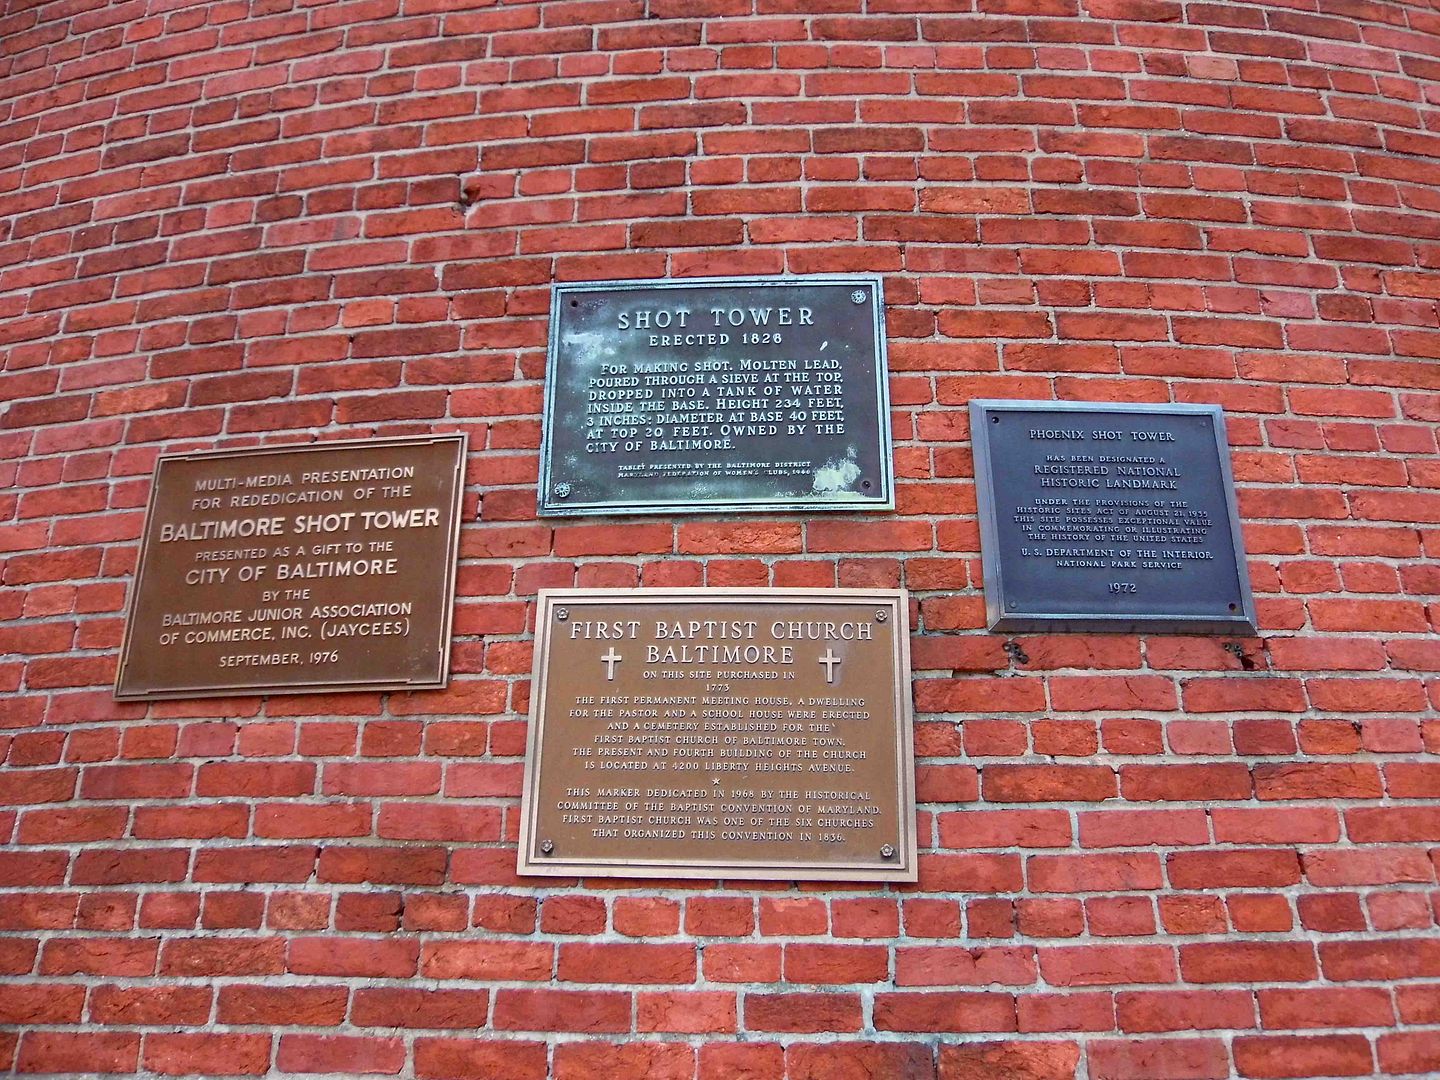 SHOT TOWER
ERECTED 1828
FOR MAKING SHOT. MOLTEN LEAD,
POURED THROUGH A SIEVE AT THE TOP,
DROPPED INTO A TANK OF WATER
INSIDE THE BASE. HEIGHT 234 FEET,
3 INCHES: DIAMETER AT BASE 40 FEET,
AT TOP 20 FEET. OWNED BY THE
CITY OF BALTIMORE.
TABLET PRESENTED BY THE BALTIMORE DISTRICT
MARYLAND FEDERATION OF WOMEN'S CLUBS,
MULTI-MEDIA PRESENTATION
FOR REDEDICATION OF THE
BALTIMORE SHOT TOWER
PRESENTED AS A GIFT TO THE
CITY OF BALTIMORE
BY THE
BALTIMORE JUNIOR ASSOCIATION
OF COMMERCE, INC. (JAYCEES)
SEPTEMBER, 1976
PHOENIX SHOT TOWER
HAS BEEN DESIGNATED A
REGISTERED NATIONAL
HISTORIC LANDMARK
UNDER THE PROVISIONS OF THE
HISTORIC SITES ACT OF AUGUST 21, 1935
THIS SITE POSSESSES EXCEPTIONAL VALUE
IN COMMEMORATING OR ILLUSTRATING
THE HISTORY OF THE UNITED STATES
U. S. DEPARTMENT OF THE INTERIOR
NATIONAL PARK SERVICE
1972
FIRST BAPTIST CHURCH
BALTIMORE
ON THIS SITE PURCHASED IN
1773
THE FIRST PERMANENT MEETING HOUSE, A DWELLING
FOR THE PASTOR AND A SCHOOL HOUSE WERE ERECTED
AND A CEMETERY ESTABLISHED FOR THE
FIRST BAPTIST CHURCH OF BALTIMORE TOWN.
THE PRESENT AND FOURTH BUILDING OF THE CHURCH
IS LOCATED AT 4200 LIBERTY HEIGHTS AVENUE.
THIS MARKER DEDICATED IN 1968 BY THE HISTORICAL
COMMITTEE OF THE BAPTIST CONVENTION OF MARYLAND.
FIRST BAPTIST CHURCH WAS ONE OF THE SIX CHURCHES
THAT ORGANIZED THIS CONVENTION IN 1836.